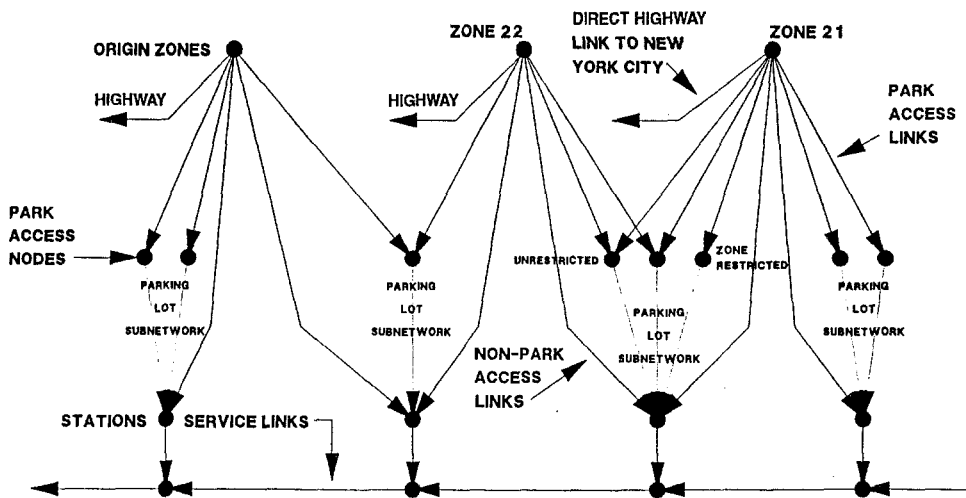 ORIGIN ZONES
ZONE 22
DIRECT HIGHWAY
LINK TO NEW
YORK CITY
ZONE 21
HIGHWAY
HIGHWAY
PARK
ACCESS
LINKS
PARK
ACCESS
NODES
UNRESTRICTED
ZONE
RESTRICTED
PARKING
LOT
SUBNETWORK
PARKING
LOT
SUBNETWORK
PARKING
LOT
SUBNETWORK
PARKING
LOT
SUBNETWORK
NON-PARK
ACCESS
LINKS
STATIONS
SERVICE LINKS